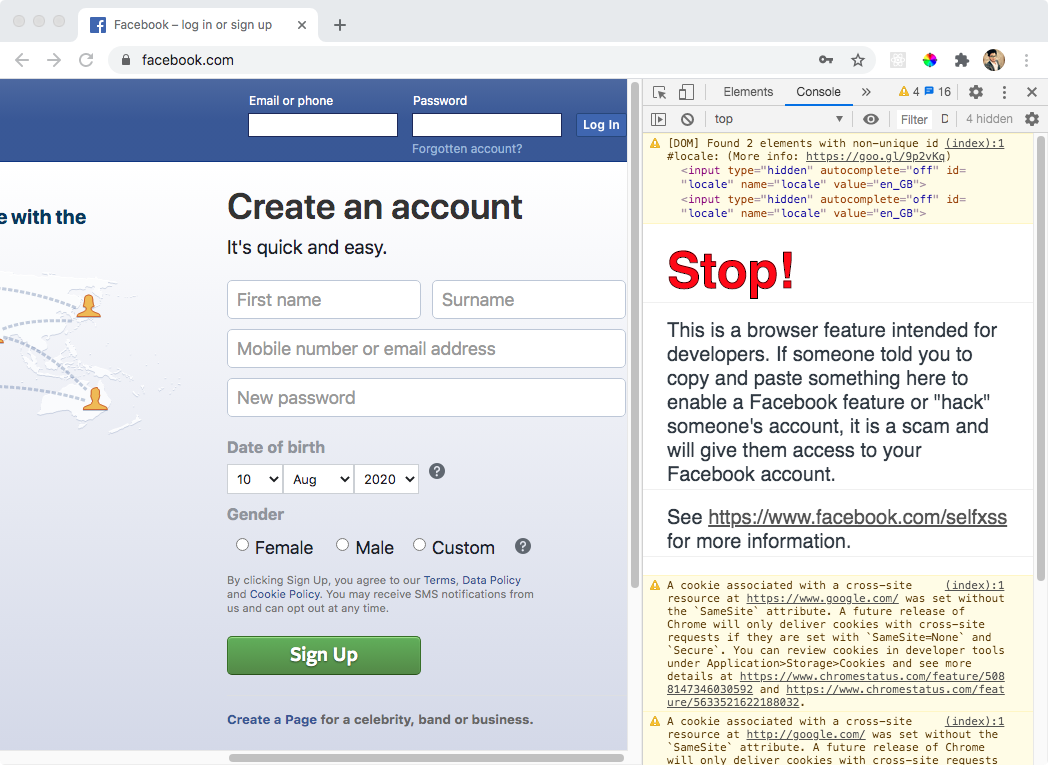 Facebook – log in or sign up
facebook.com
Email or phone
Password
Log In
Forgotten account?
e with the
Create an account
It's quick and easy.
First name
Surname
Mobile number or email address
New password
Date of birth
10
Aug
2020
?
Gender
Female
Male
Custom
?
By clicking Sign Up, you agree to our Terms, Data Policy
and Cookie Policy. You may receive SMS notifications from
us and can opt out at any time.
Sign Up
Create a Page for a celebrity, band or business.
Elements
Console
»
4
16
top
Filter
D
4 hidden
[DOM] Found 2 elements with non-unique id (index):1
#locale: (More info: https://goo.gl/9p2vKq)
<input type="hidden" autocomplete="off" id=
"locale" name="locale" value="en_GB">
<input type="hidden" autocomplete="off" id=
"locale" name="locale" value="en_GB">
Stop!
This is a browser feature intended for
developers. If someone told you to
copy and paste something here to
enable a Facebook feature or "hack"
someone's account, it is a scam and
will give them access to your
Facebook account.
See https://www.facebook.com/selfxss
for more information.
A cookie associated with a cross-site (index):1
resource at https://www.google.com/ was set without
the `SameSite` attribute. A future release of
Chrome will only deliver cookies with cross-site
requests if they are set with `SameSite=None` and
`Secure`. You can review cookies in developer tools
under Application>Storage>Cookies and see more
details at https://www.chromestatus.com/feature/508
8147346030592 and https://www.chromestatus.com/feat
ure/5633521622188032.
A cookie associated with a cross-site (index):1
resource at http://google.com/ was set without the
`SameSite` attribute. A future release of Chrome
will only deliver cookies with cross-site requests